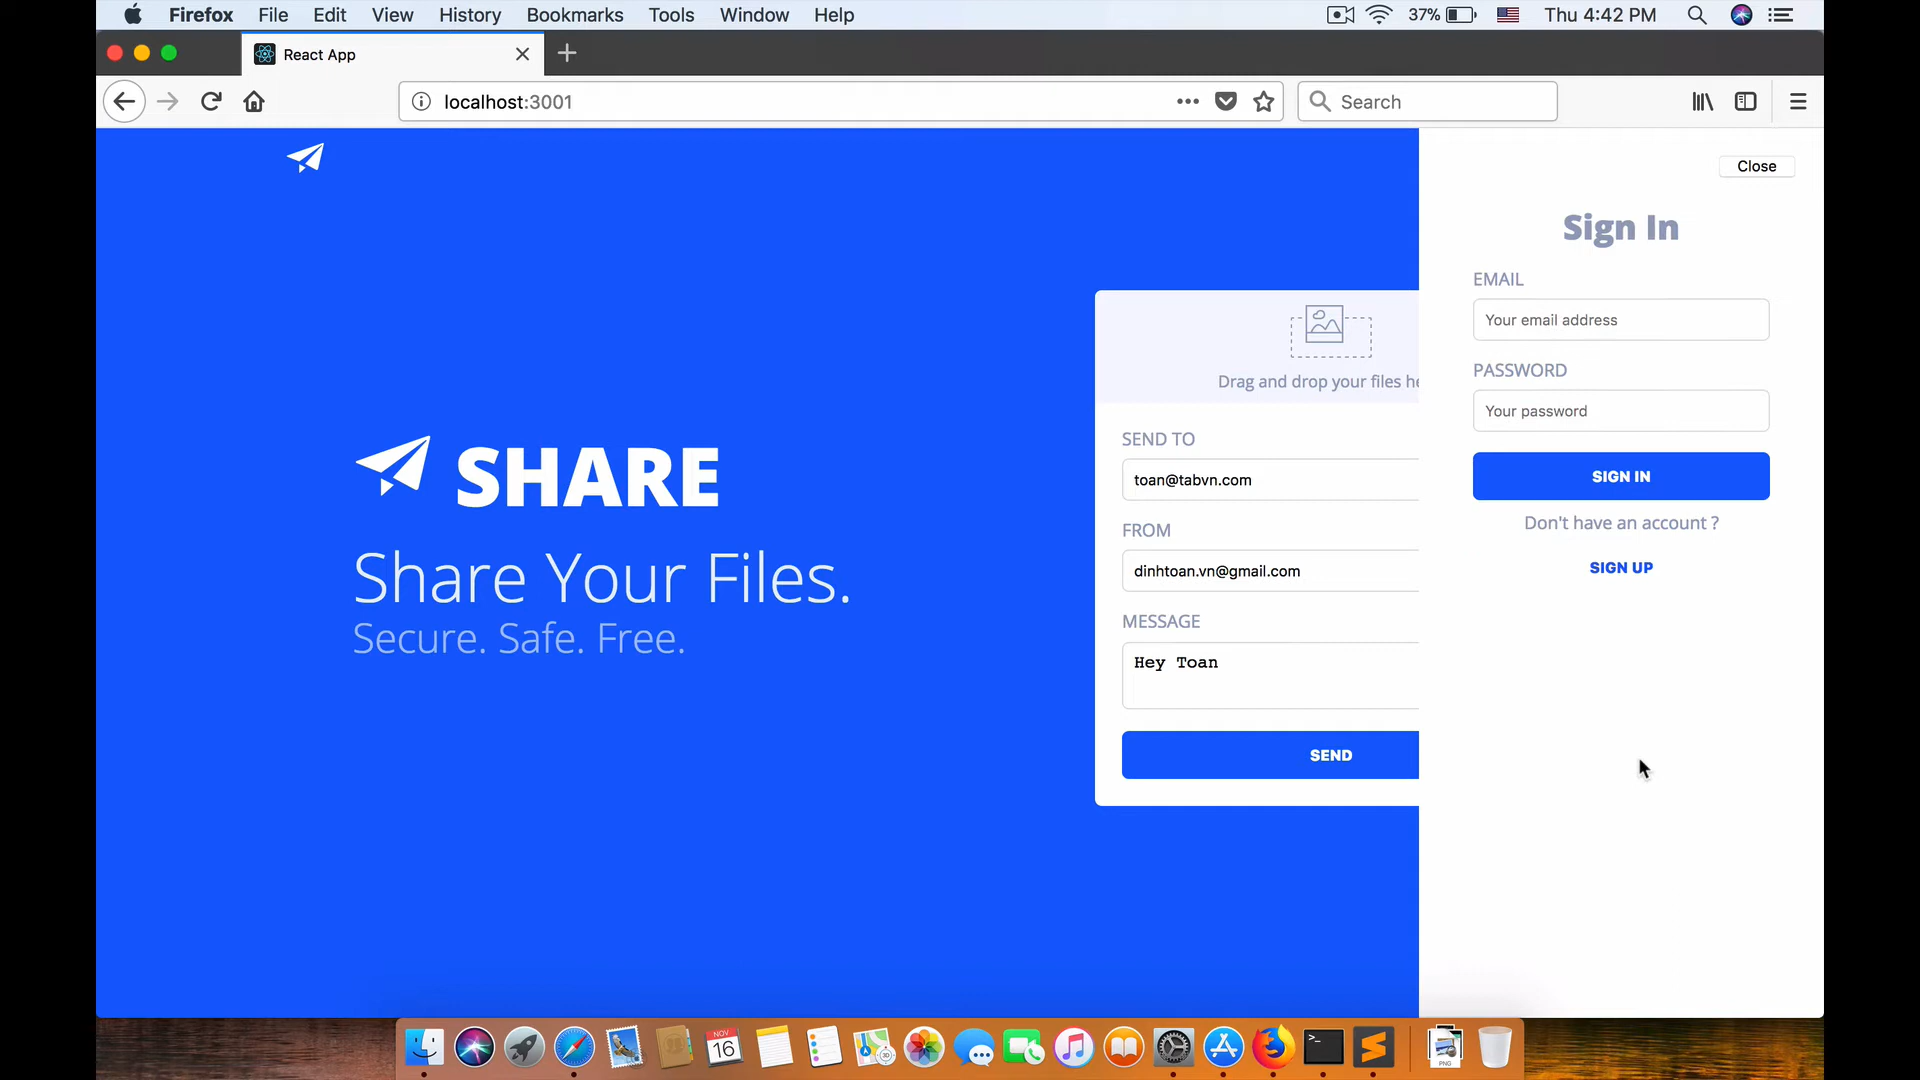 Firefox File Edit View History Bookmarks Tools Window Help 37% Thu 4:42 PM
React App
localhost:3001 Search
Close
Sign In
EMAIL
Your email address
PASSWORD
Your password
SIGN IN
Don't have an account ?
SIGN UP
Drag and drop your files he
SEND TO
toan@tabvn.com
FROM
dinhtoan.vn@gmail.com
MESSAGE
Hey Toan
SEND
SHARE
Share Your Files.
Secure. Safe. Free.
NOV
16
3D
>_
PNG